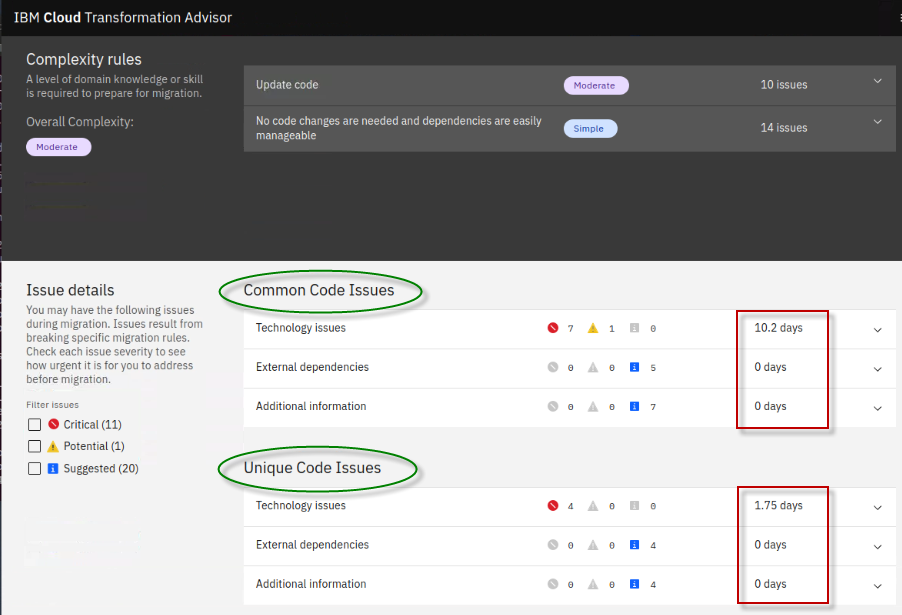 IBM Cloud Transformation Advisor
Complexity rules
A level of domain knowledge or skill
is required to prepare for migration.
Overall Complexity:
Moderate
Update code Moderate 10 issues
No code changes are needed and dependencies are easily
manageable Simple 14 issues
Issue details
You may have the following issues
during migration. Issues result from
breaking specific migration rules.
Check each issue severity to see
how urgent it is for you to address
before migration.
Filter issues
Critical (11)
Potential (1)
Suggested (20)
Common Code Issues
Technology issues 7 1 0 10.2 days
External dependencies 0 0 5 0 days
Additional information 0 0 7 0 days
Unique Code Issues
Technology issues 4 0 0 1.75 days
External dependencies 0 0 4 0 days
Additional information 0 0 4 0 days